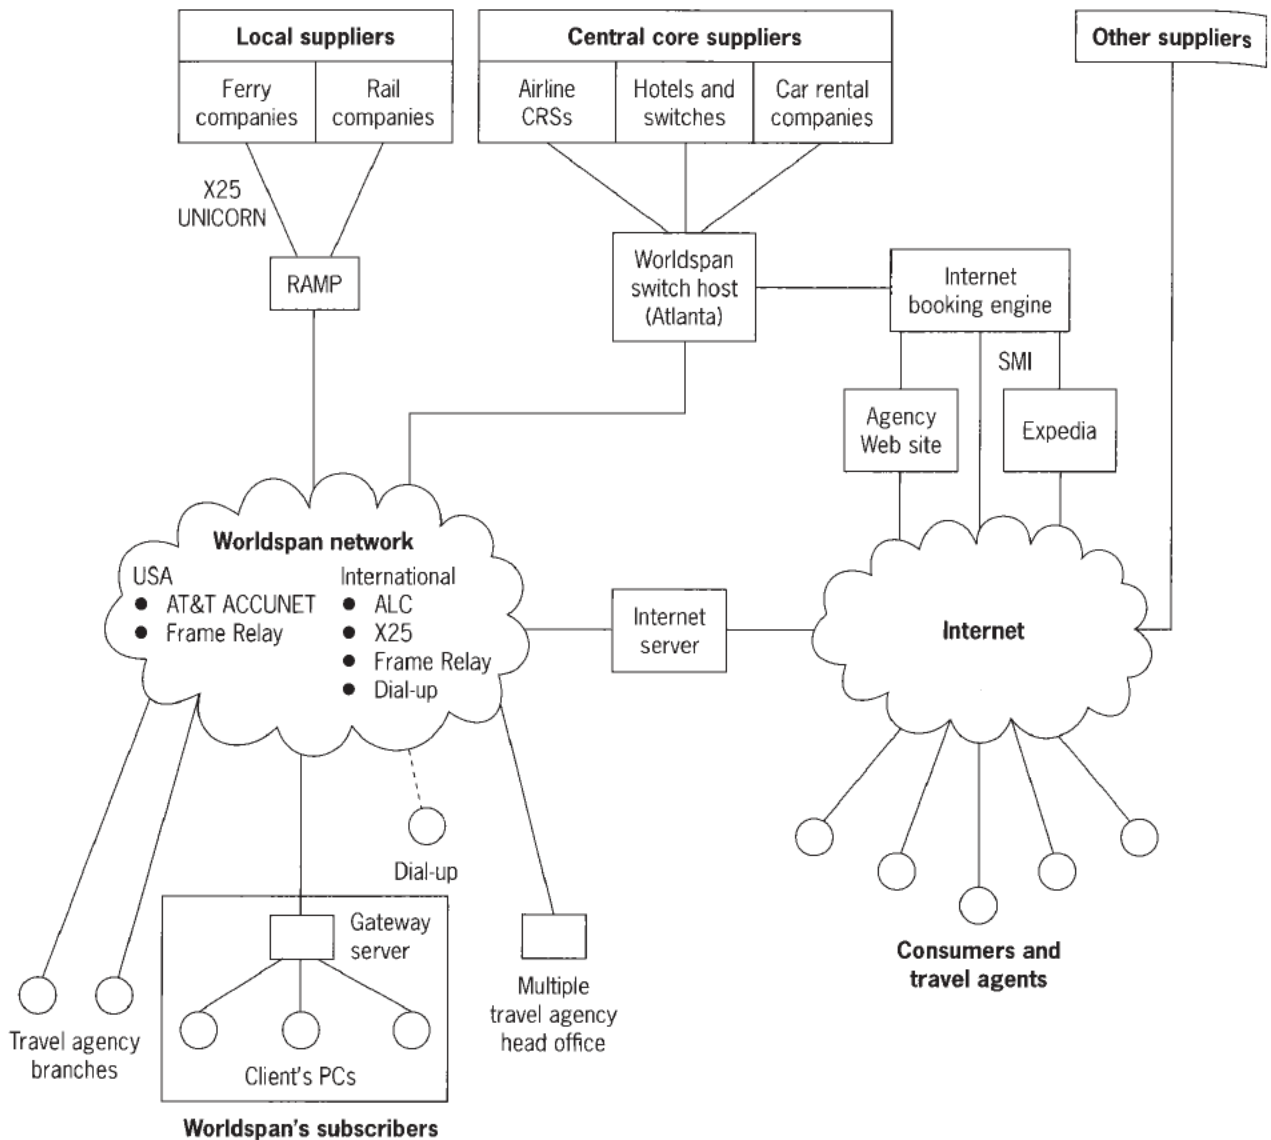 Local suppliers
Central core suppliers
Other suppliers
Ferry
companies
Rail
companies
Airline
CRSs
Hotels and
switches
Car rental
companies
X25
UNICORN
RAMP
Worldspan
switch host
(Atlanta)
Internet
booking engine
SMI
Agency
Web site
Expedia
Worldspan network
USA
● AT&T ACCUNET
● Frame Relay
International
● ALC
● X25
● Frame Relay
● Dial-up
Internet
server
Internet
Dial-up
Gateway
server
Consumers and
travel agents
Multiple
travel agency
head office
Travel agency
branches
Client's PCs
Worldspan's subscribers